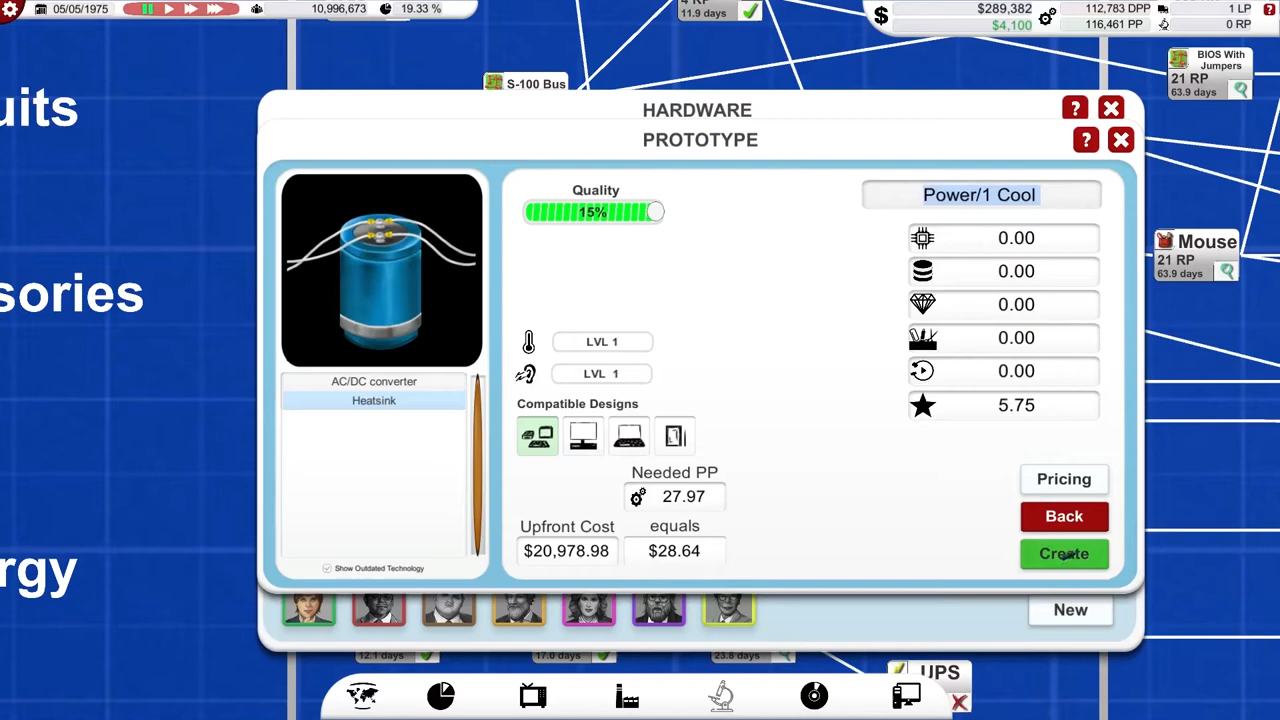 05/05/1975
10,996,673
19.33 %
4 RP
11.9 days
$289,382
$4,100
112,783 DPP
116,461 PP
1 LP
0 RP
?
BIOS With
Jumpers
21 RP
63.9 days
S-100 Bus
uits
HARDWARE
?
PROTOTYPE
?
Quality
15%
Power/1 Cool
0.00
0.00
0.00
0.00
0.00
5.75
Mouse
21 RP
63.9 days
sories
LVL 1
LVL 1
AC/DC converter
Heatsink
Compatible Designs
Needed PP
27.97
Upfront Cost
equals
$20,978.98
$28.64
Pricing
Back
Create
Show Outdated Technology
rgy
New
12.1 days
17.0 days
23.8 days
UPS